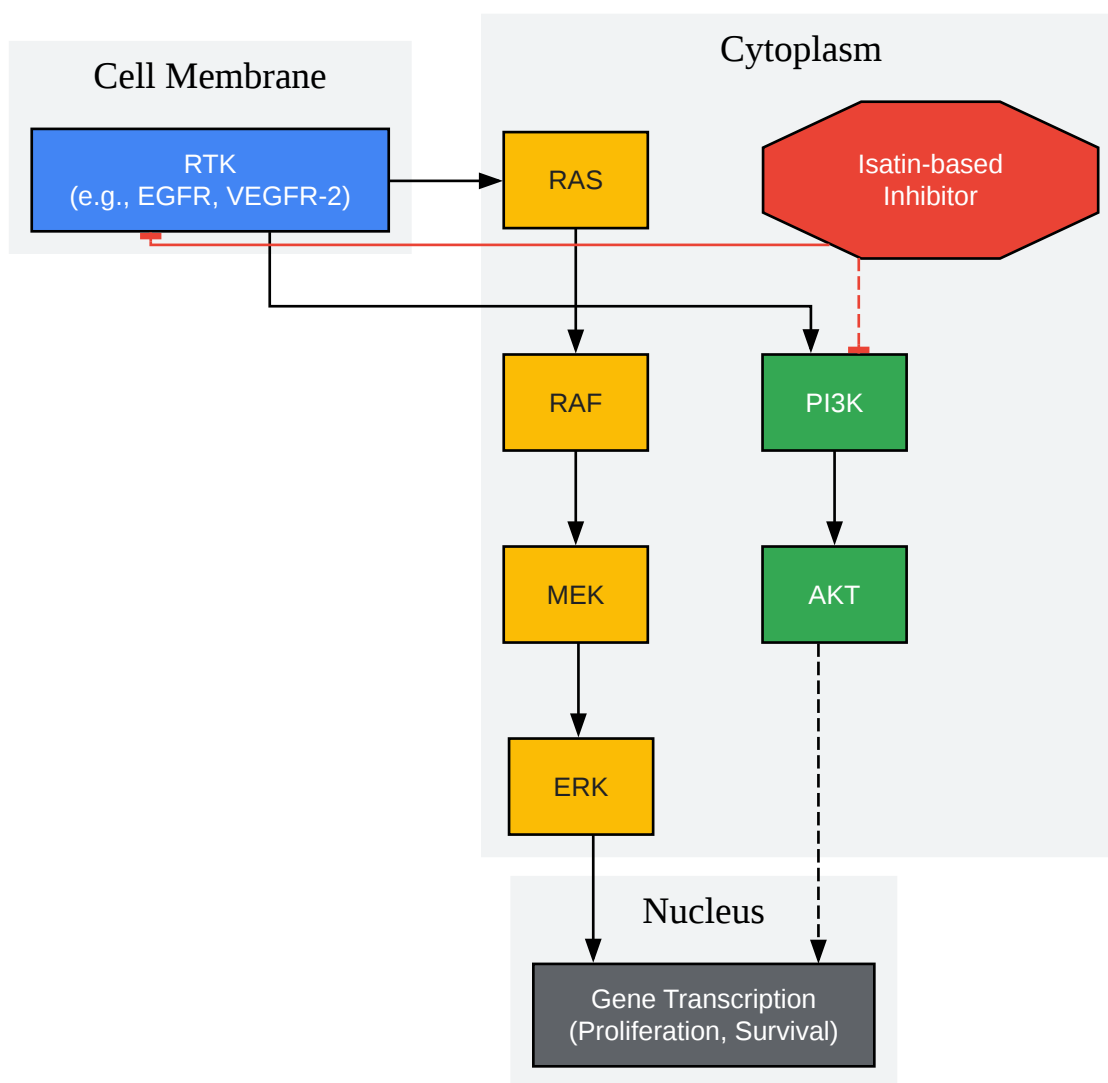 Cytoplasm
Cell Membrane
RTK
(e.g., EGFR, VEGFR-2)
RAS
Isatin-based
Inhibitor
RAF
PI3K
MEK
AKT
ERK
Nucleus
Gene Transcription
(Proliferation, Survival)